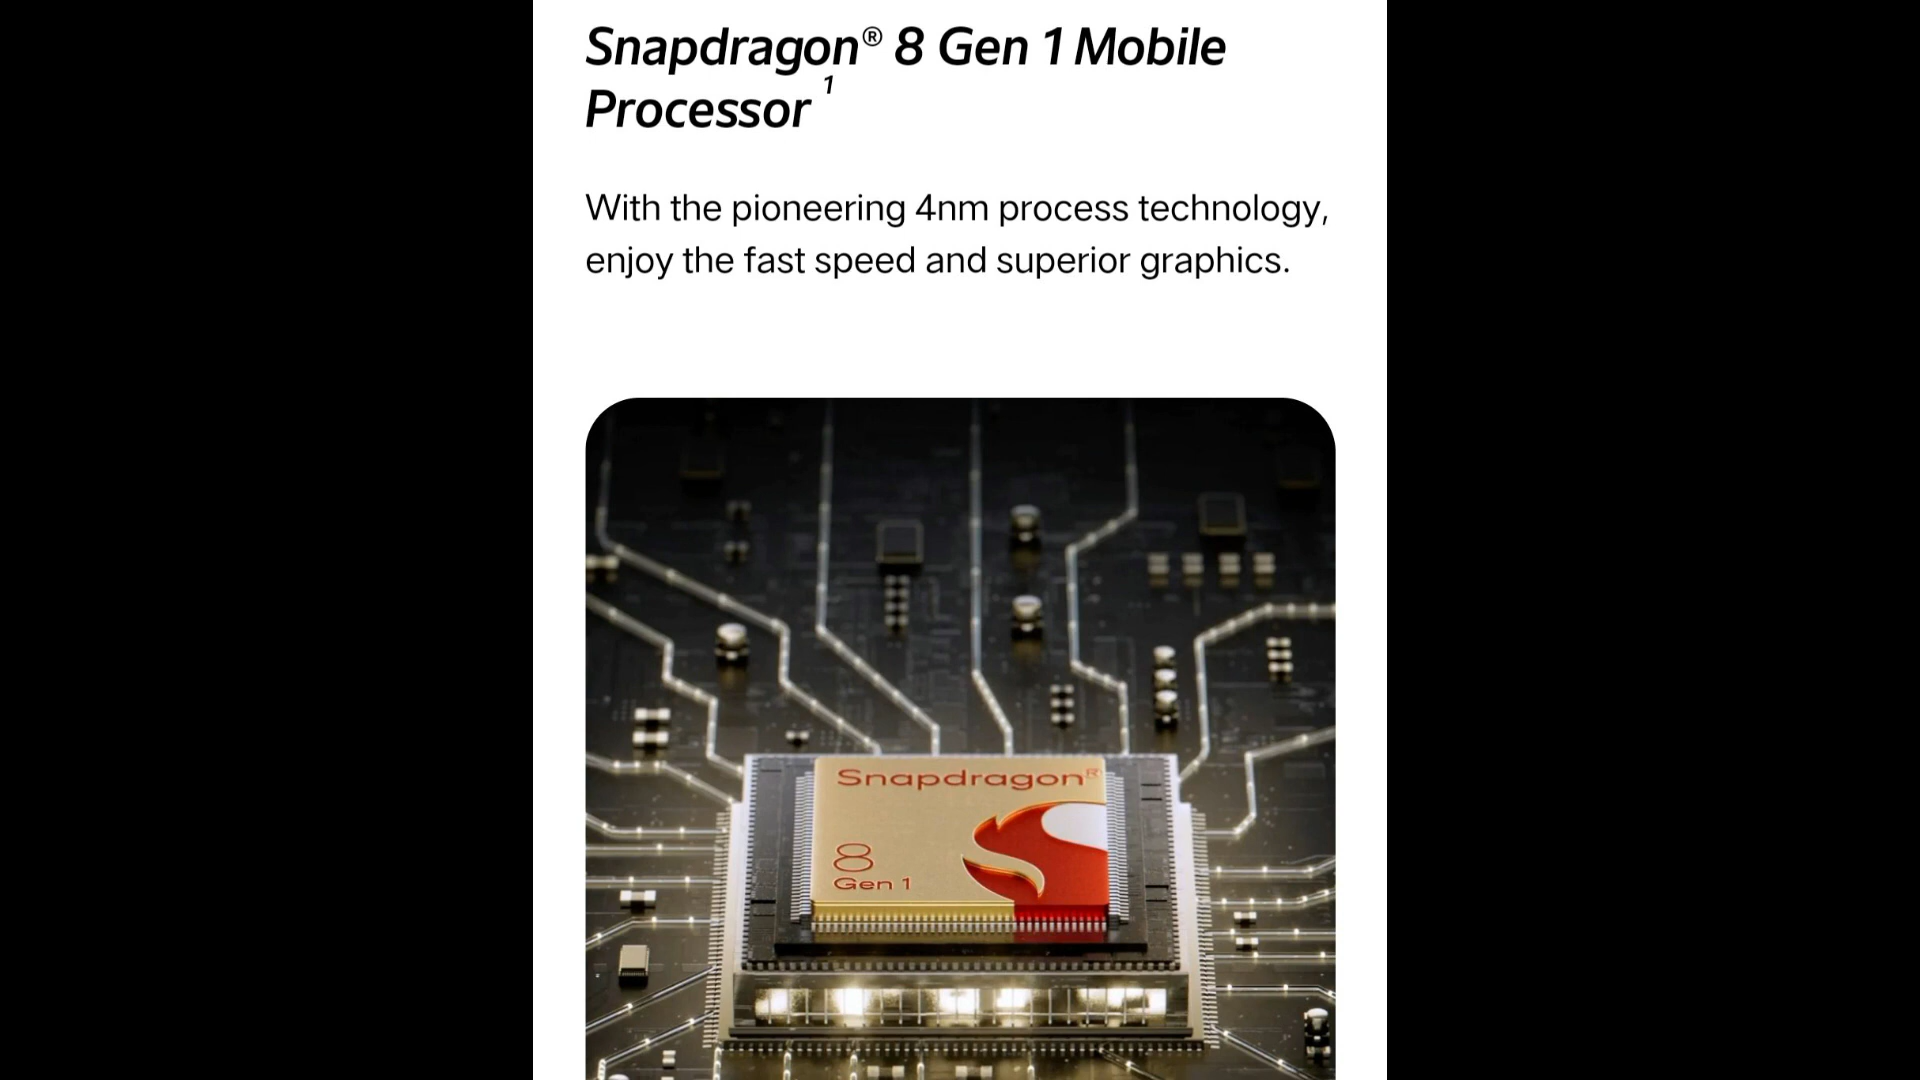 Snapdragon® 8 Gen 1 Mobile
Processor 1
With the pioneering 4nm process technology,
enjoy the fast speed and superior graphics.
Snapdragon®
8
Gen 1